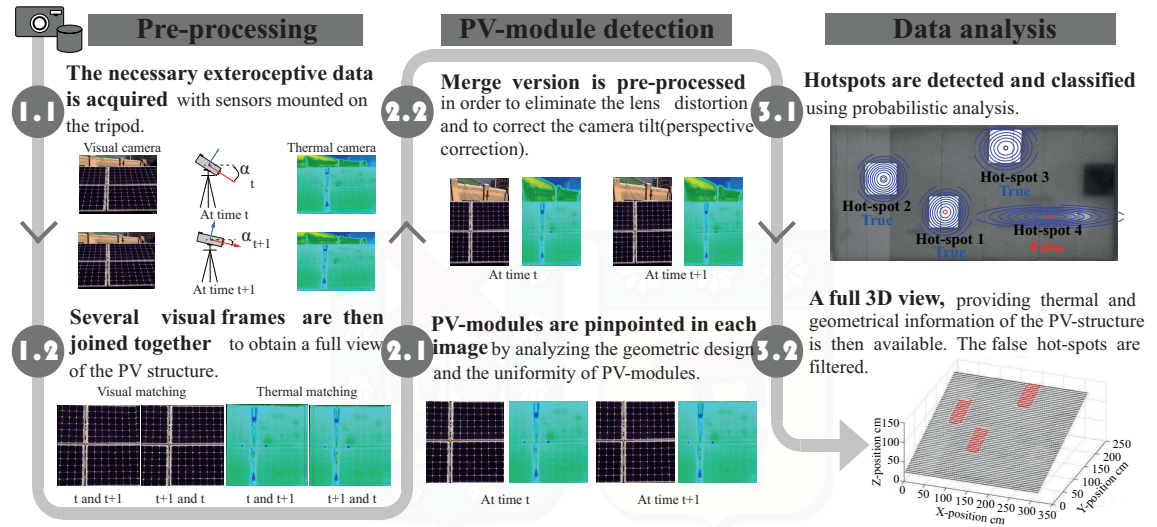 Pre-processing
1.1
The necessary exteroceptive data
is acquired with sensors mounted on
the tripod.
Visual camera
Thermal camera
α t
At time t
α t+1
At time t+1
1.2
Several visual frames are then
joined together to obtain a full view
of the PV structure.
Visual matching
Thermal matching
t and t+1
t+1 and t
t and t+1
t+1 and t
PV-module detection
2.2
Merge version is pre-processed
in order to eliminate the lens distortion
and to correct the camera tilt(perspective
correction).
At time t
At time t+1
2.1
PV-modules are pinpointed in each
image by analyzing the geometric design
and the uniformity of PV-modules.
At time t
At time t+1
Data analysis
3.1
Hotspots are detected and classified
using probabilistic analysis.
Hot-spot 3
True
Hot-spot 2
True
Hot-spot 1
True
Hot-spot 4
False
3.2
A full 3D view, providing thermal and
geometrical information of the PV-structure
is then available. The false hot-spots are
filtered.
Z-position cm
150
100
50
0
0 50 100 150 200 250 300 350
X-position cm
0
50
100
150
200
250
Y-position cm